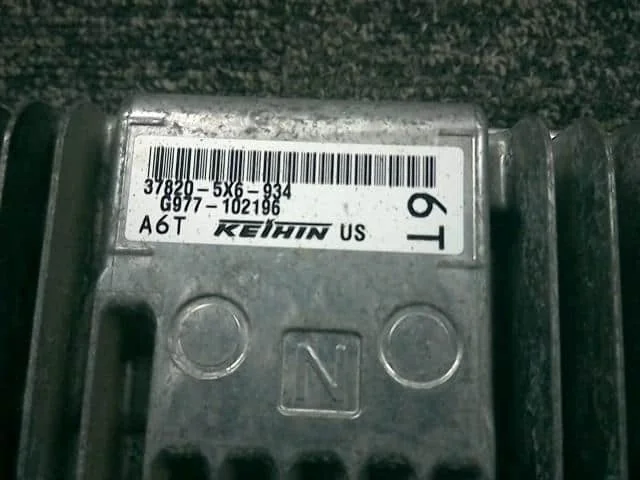 37820-5X6-934
G977-102196
A6T KEIHIN US
6T
N